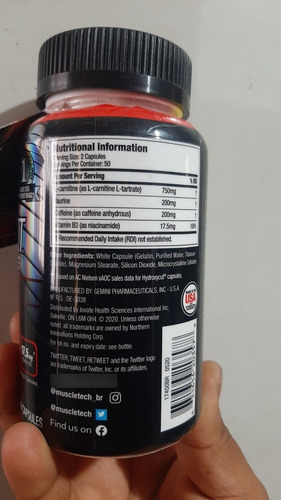 Nutritional Information
Serving Size: 2 Capsules
Servings Per Container: 50
Amount Per Serving % RDI
L-carnitine (as L-carnitine L-tartrate) 750mg †
Taurine 200mg †
Caffeine (as caffeine anhydrous) 200mg †
Vitamin B3 (as niacinamide) 17.5mg 109%
Recommended Daily Intake (RDI) not established.
Other Ingredients: White Capsule (Gelatin, Purified Water, Titanium
Magnesium Stearate, Silicon Dioxide, Microcrystalline Cellulose
Based on AC Nielsen xAOC sales data for Hydroxycut® capsules.
MANUFACTURED BY: GEMINI PHARMACEUTICALS, INC - U.S.A.
Distributed by Iovate Health Sciences International Inc.
Oakville, ON L6M 0H4. © 2020. Unless otherwise
noted, all trademarks are owned by Northern
Innovations Holding Corp.
For lot no. and expiry date: see bottle.
TWITTER, TWEET, RETWEET and the Twitter logo
are trademarks of Twitter, Inc. or its affiliates.
@muscletech_br
@muscletech
Find us on
USA
CAPSULES